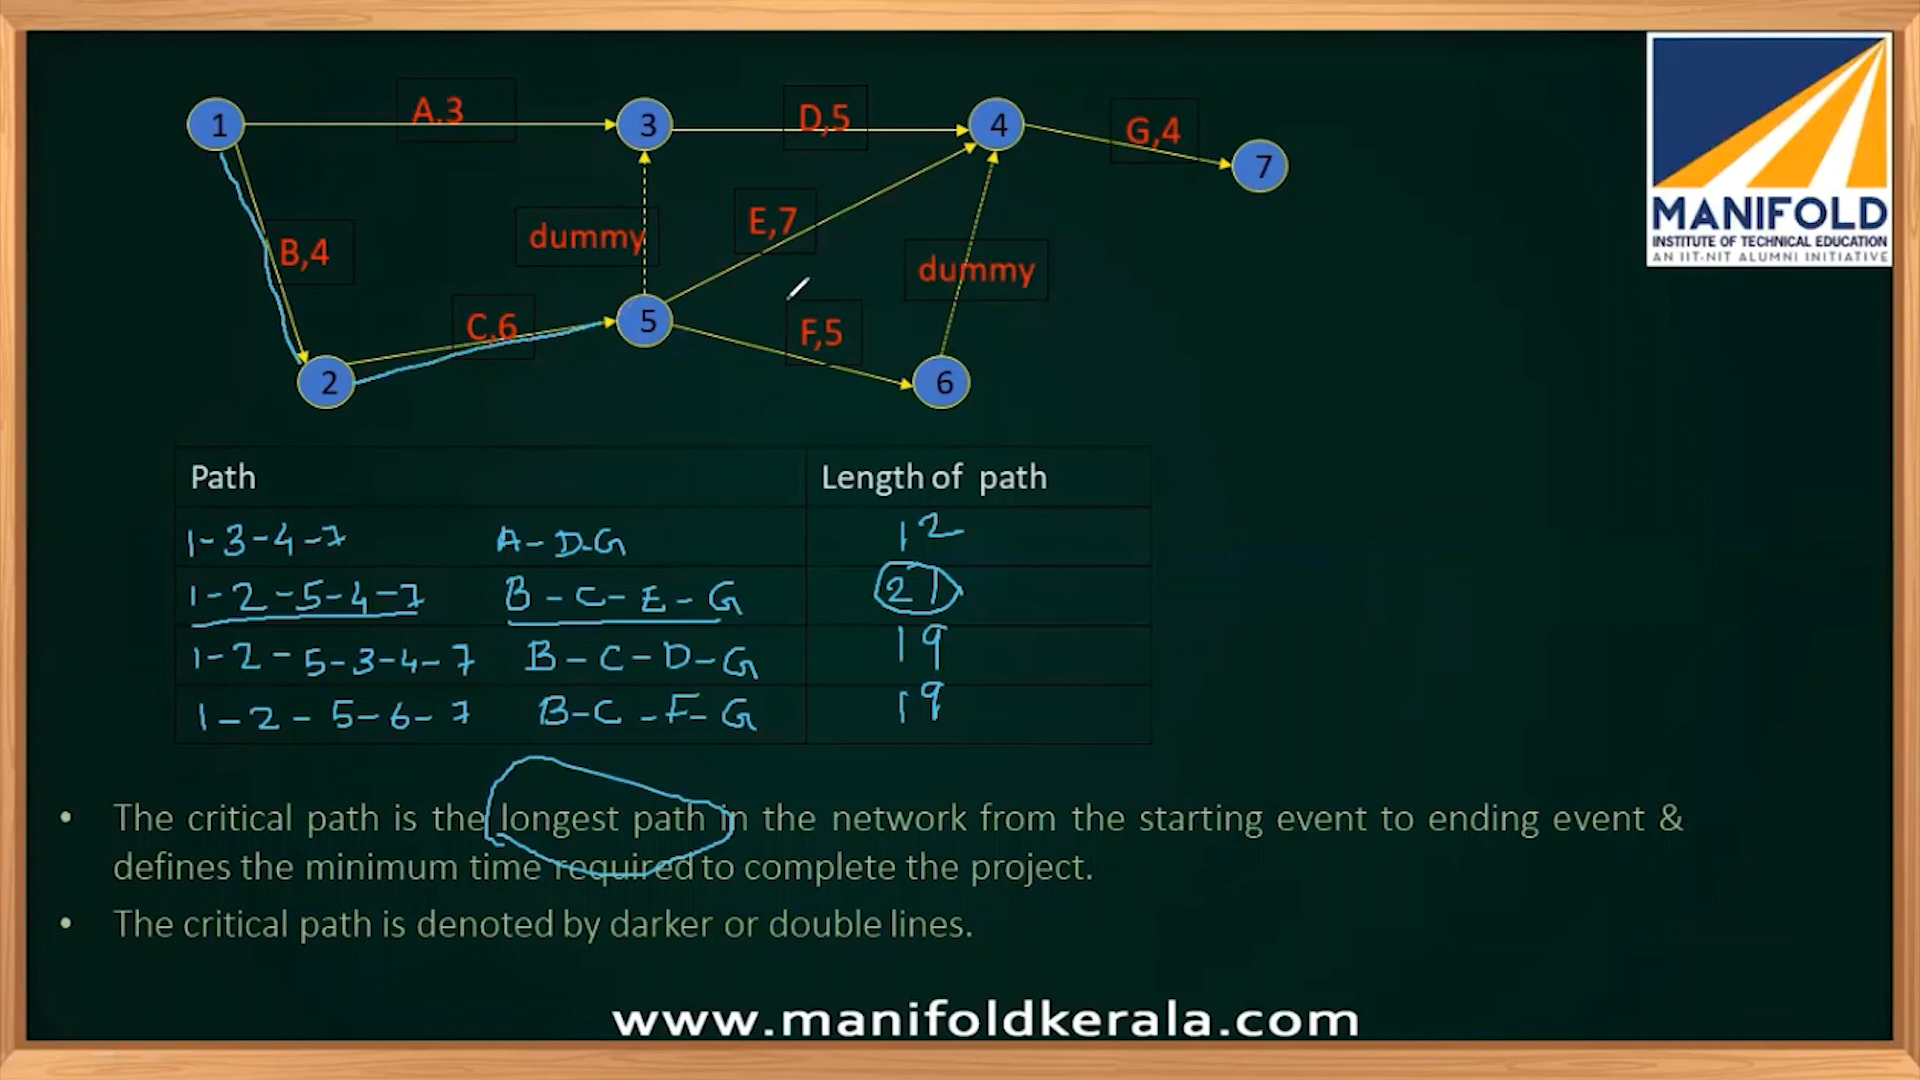 1
A.3
3
D,5
4
G,4
7
B,4
dummy
E,7
dummy
2
C,6
5
F,5
6
MANIFOLD
INSTITUTE OF TECHNICAL EDUCATION
AN IIT-NIT ALUMNI INITIATIVE
Path Length of path
1-3-4-7 A-D-G 12
1-2-5-4-7 B-C-E-G 21
1-2-5-3-4-7 B-C-D-G 19
1-2-5-6-7 B-C-F-G 19
• The critical path is the longest path in the network from the starting event to ending event &
defines the minimum time required to complete the project.
• The critical path is denoted by darker or double lines.
www.manifoldkerala.com